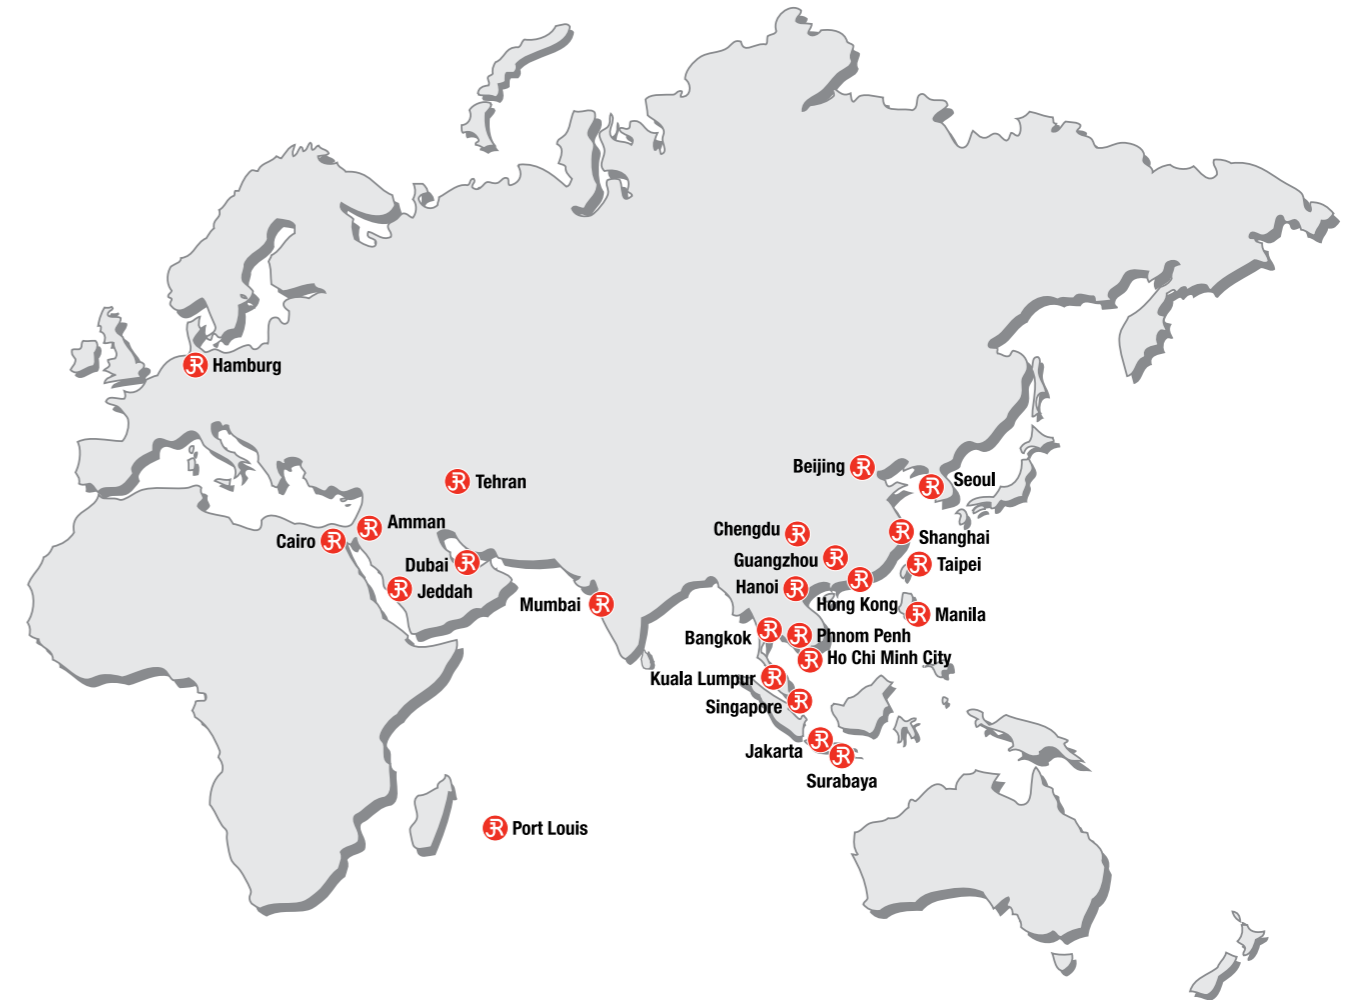 Hamburg
Tehran
Beijing
Seoul
Amman
Chengdu
Shanghai
Cairo
Guangzhou
Taipei
Dubai
Hanoi
Jeddah
Mumbai
Hong Kong
Manila
Bangkok
Phnom Penh
Ho Chi Minh City
Kuala Lumpur
Singapore
Jakarta
Surabaya
Port Louis